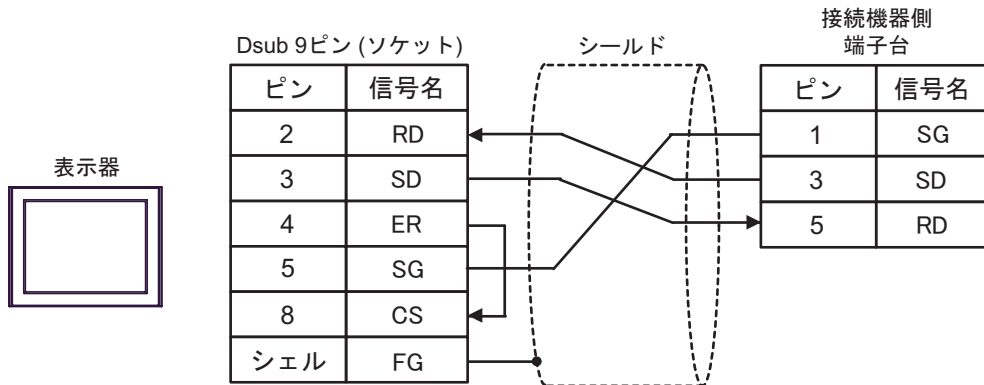 表示器
Dsub 9ピン (ソケット)
ピン 信号名
2 RD
3 SD
4 ER
5 SG
8 CS
シェル FG
シールド
接続機器側
端子台
ピン 信号名
1 SG
3 SD
5 RD